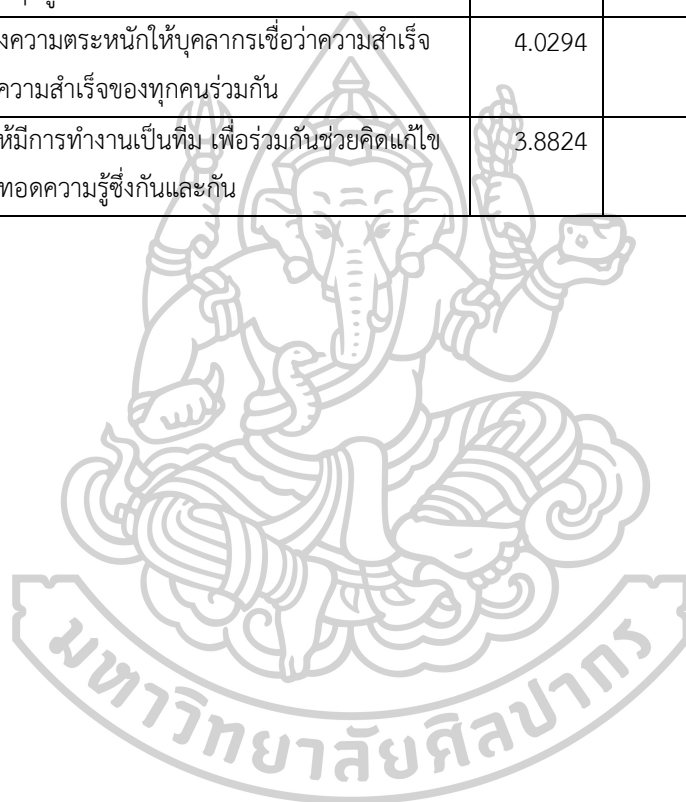 งความตระหนักให้บุคลากรเชื่อว่าความสำเร็จ 4.0294
ความสำเร็จของทุกคนร่วมกัน
ห้มีการทำงานเป็นทีม เพื่อร่วมกันช่วยคิดแก้ไข 3.8824
ทอดความรู้ซึ่งกันและกัน
มหาวิทยาลัยศิลปากร